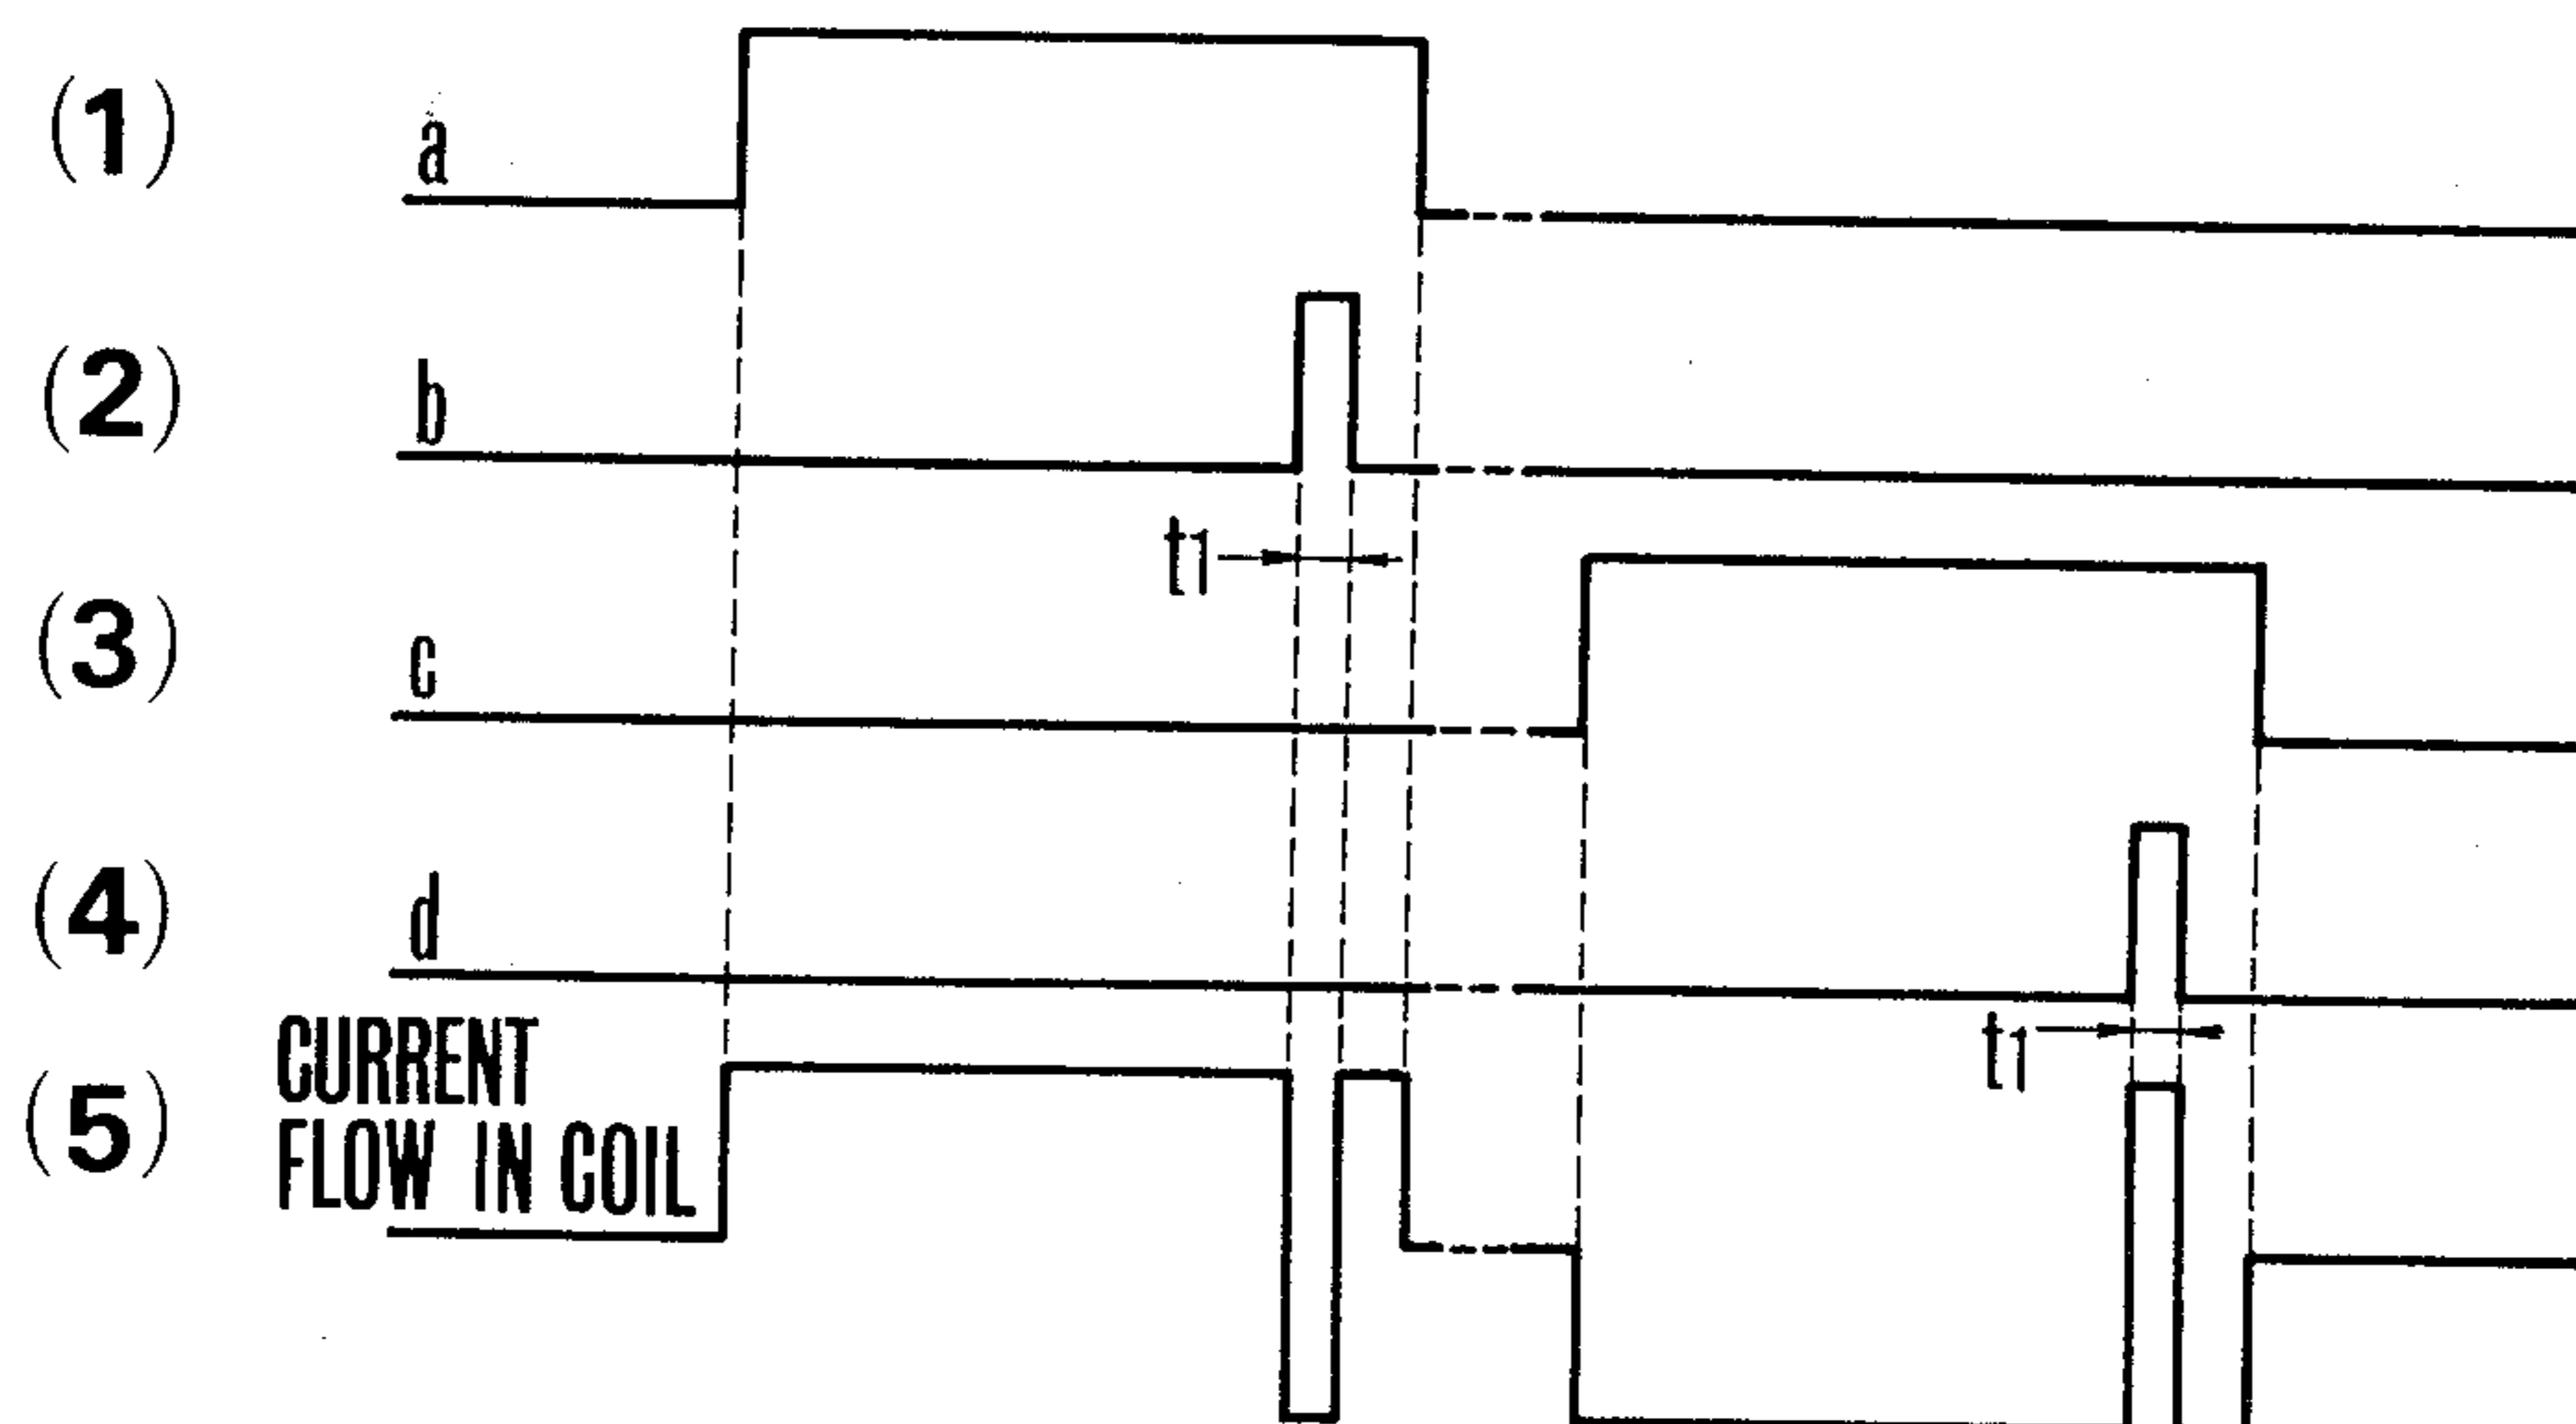 (1) a
(2) b
t1
(3) c
(4) d
t1
(5) CURRENT
FLOW IN COIL